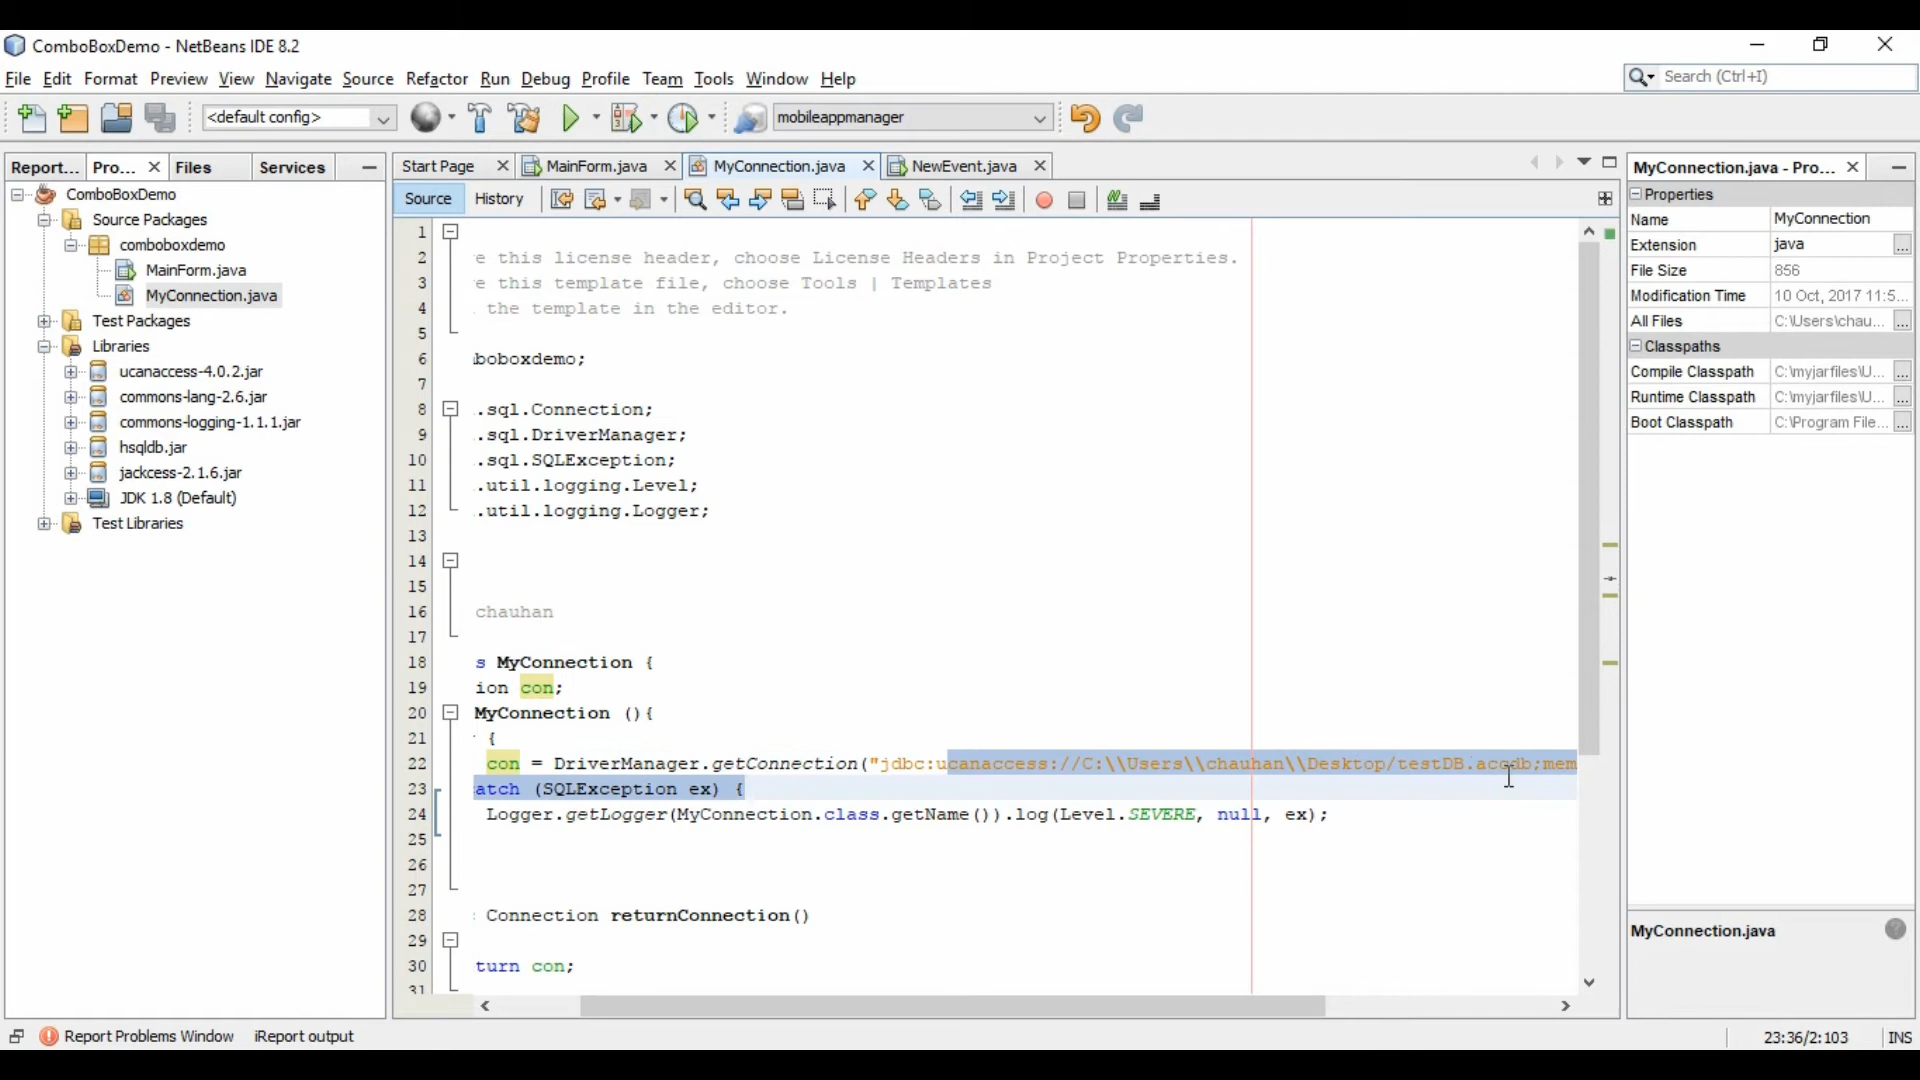 ComboBoxDemo - NetBeans IDE 8.2
File Edit Format Preview View Navigate Source Refactor Run Debug Profile Team Tools Window Help
Search (Ctrl+I)
<default config>
mobileappmanager
Report... Pro... Files Services
Start Page MainForm.java MyConnection.java NewEvent.java
MyConnection.java - Pro...
Source History
ComboBoxDemo
Source Packages
comboboxdemo
MainForm.java
MyConnection.java
Test Packages
Libraries
ucanaccess-4.0.2.jar
commons-lang-2.6.jar
commons-logging-1.1.1.jar
hsqldb.jar
jackcess-2.1.6.jar
JDK 1.8 (Default)
Test Libraries
1
2 e this license header, choose License Headers in Project Properties.
3 e this template file, choose Tools | Templates
4 the template in the editor.
5
6 boboxdemo;
7
8 .sql.Connection;
9 .sql.DriverManager;
10 .sql.SQLException;
11 .util.logging.Level;
12 .util.logging.Logger;
13
14
15
16 chauhan
17
18 s MyConnection {
19 ion con;
20 MyConnection (){
21 {
22 con = DriverManager.getConnection("jdbc:ucanaccess://C:\\Users\\chauhan\\Desktop/testDB.accdb;mem
23 atch (SQLException ex) {
24 Logger.getLogger(MyConnection.class.getName()).log(Level.SEVERE, null, ex);
25
26
27
28 Connection returnConnection()
29
30 turn con;
31
Properties
Name MyConnection
Extension java ...
File Size 856
Modification Time 10 Oct, 2017 11:5...
All Files C:\Users\chau... ...
Classpaths
Compile Classpath C:\myjarfiles\U... ...
Runtime Classpath C:\myjarfiles\U... ...
Boot Classpath C:\Program File... ...
MyConnection.java
Report Problems Window iReport output
23:36/2:103 INS